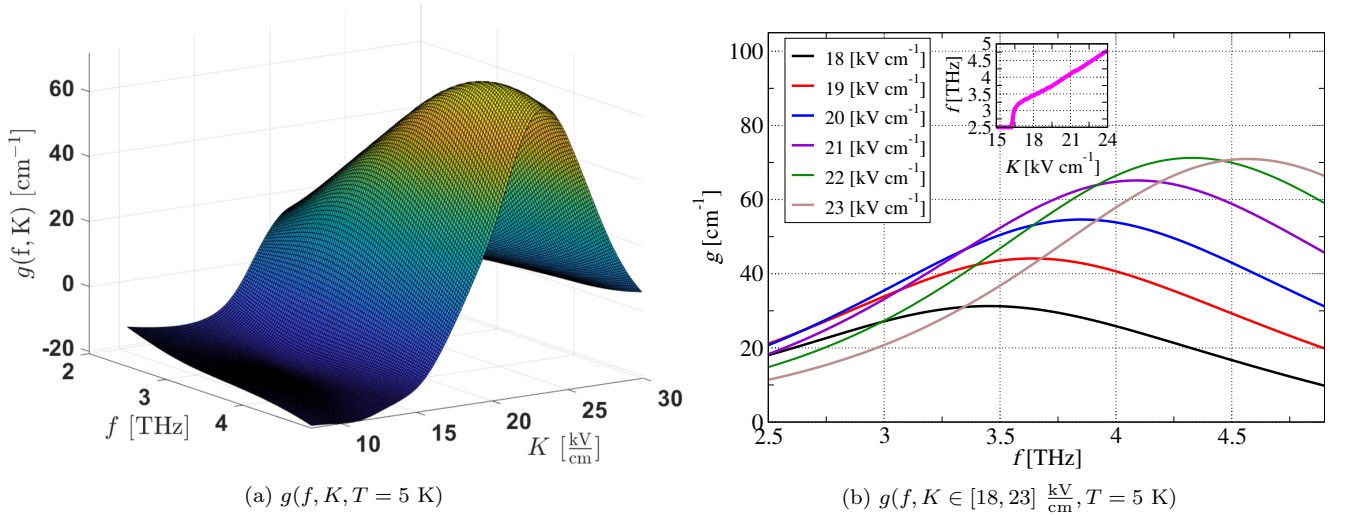 60
40
20
0
-20
g(f, K) [cm⁻¹]
2
3
4
f [THz]
10
15
20
25
30
K [kV/cm]
(a) g(f, K, T = 5 K)
100
80
60
40
20
0
g [cm⁻¹]
18 [kV cm⁻¹]
19 [kV cm⁻¹]
20 [kV cm⁻¹]
21 [kV cm⁻¹]
22 [kV cm⁻¹]
23 [kV cm⁻¹]
5
4.5
4
3.5
3
2.5
f [THz]
15 18 21 24
K [kV cm⁻¹]
2.5 3 3.5 4 4.5
f [THz]
(b) g(f, K ∈ [18, 23] kV/cm, T = 5 K)